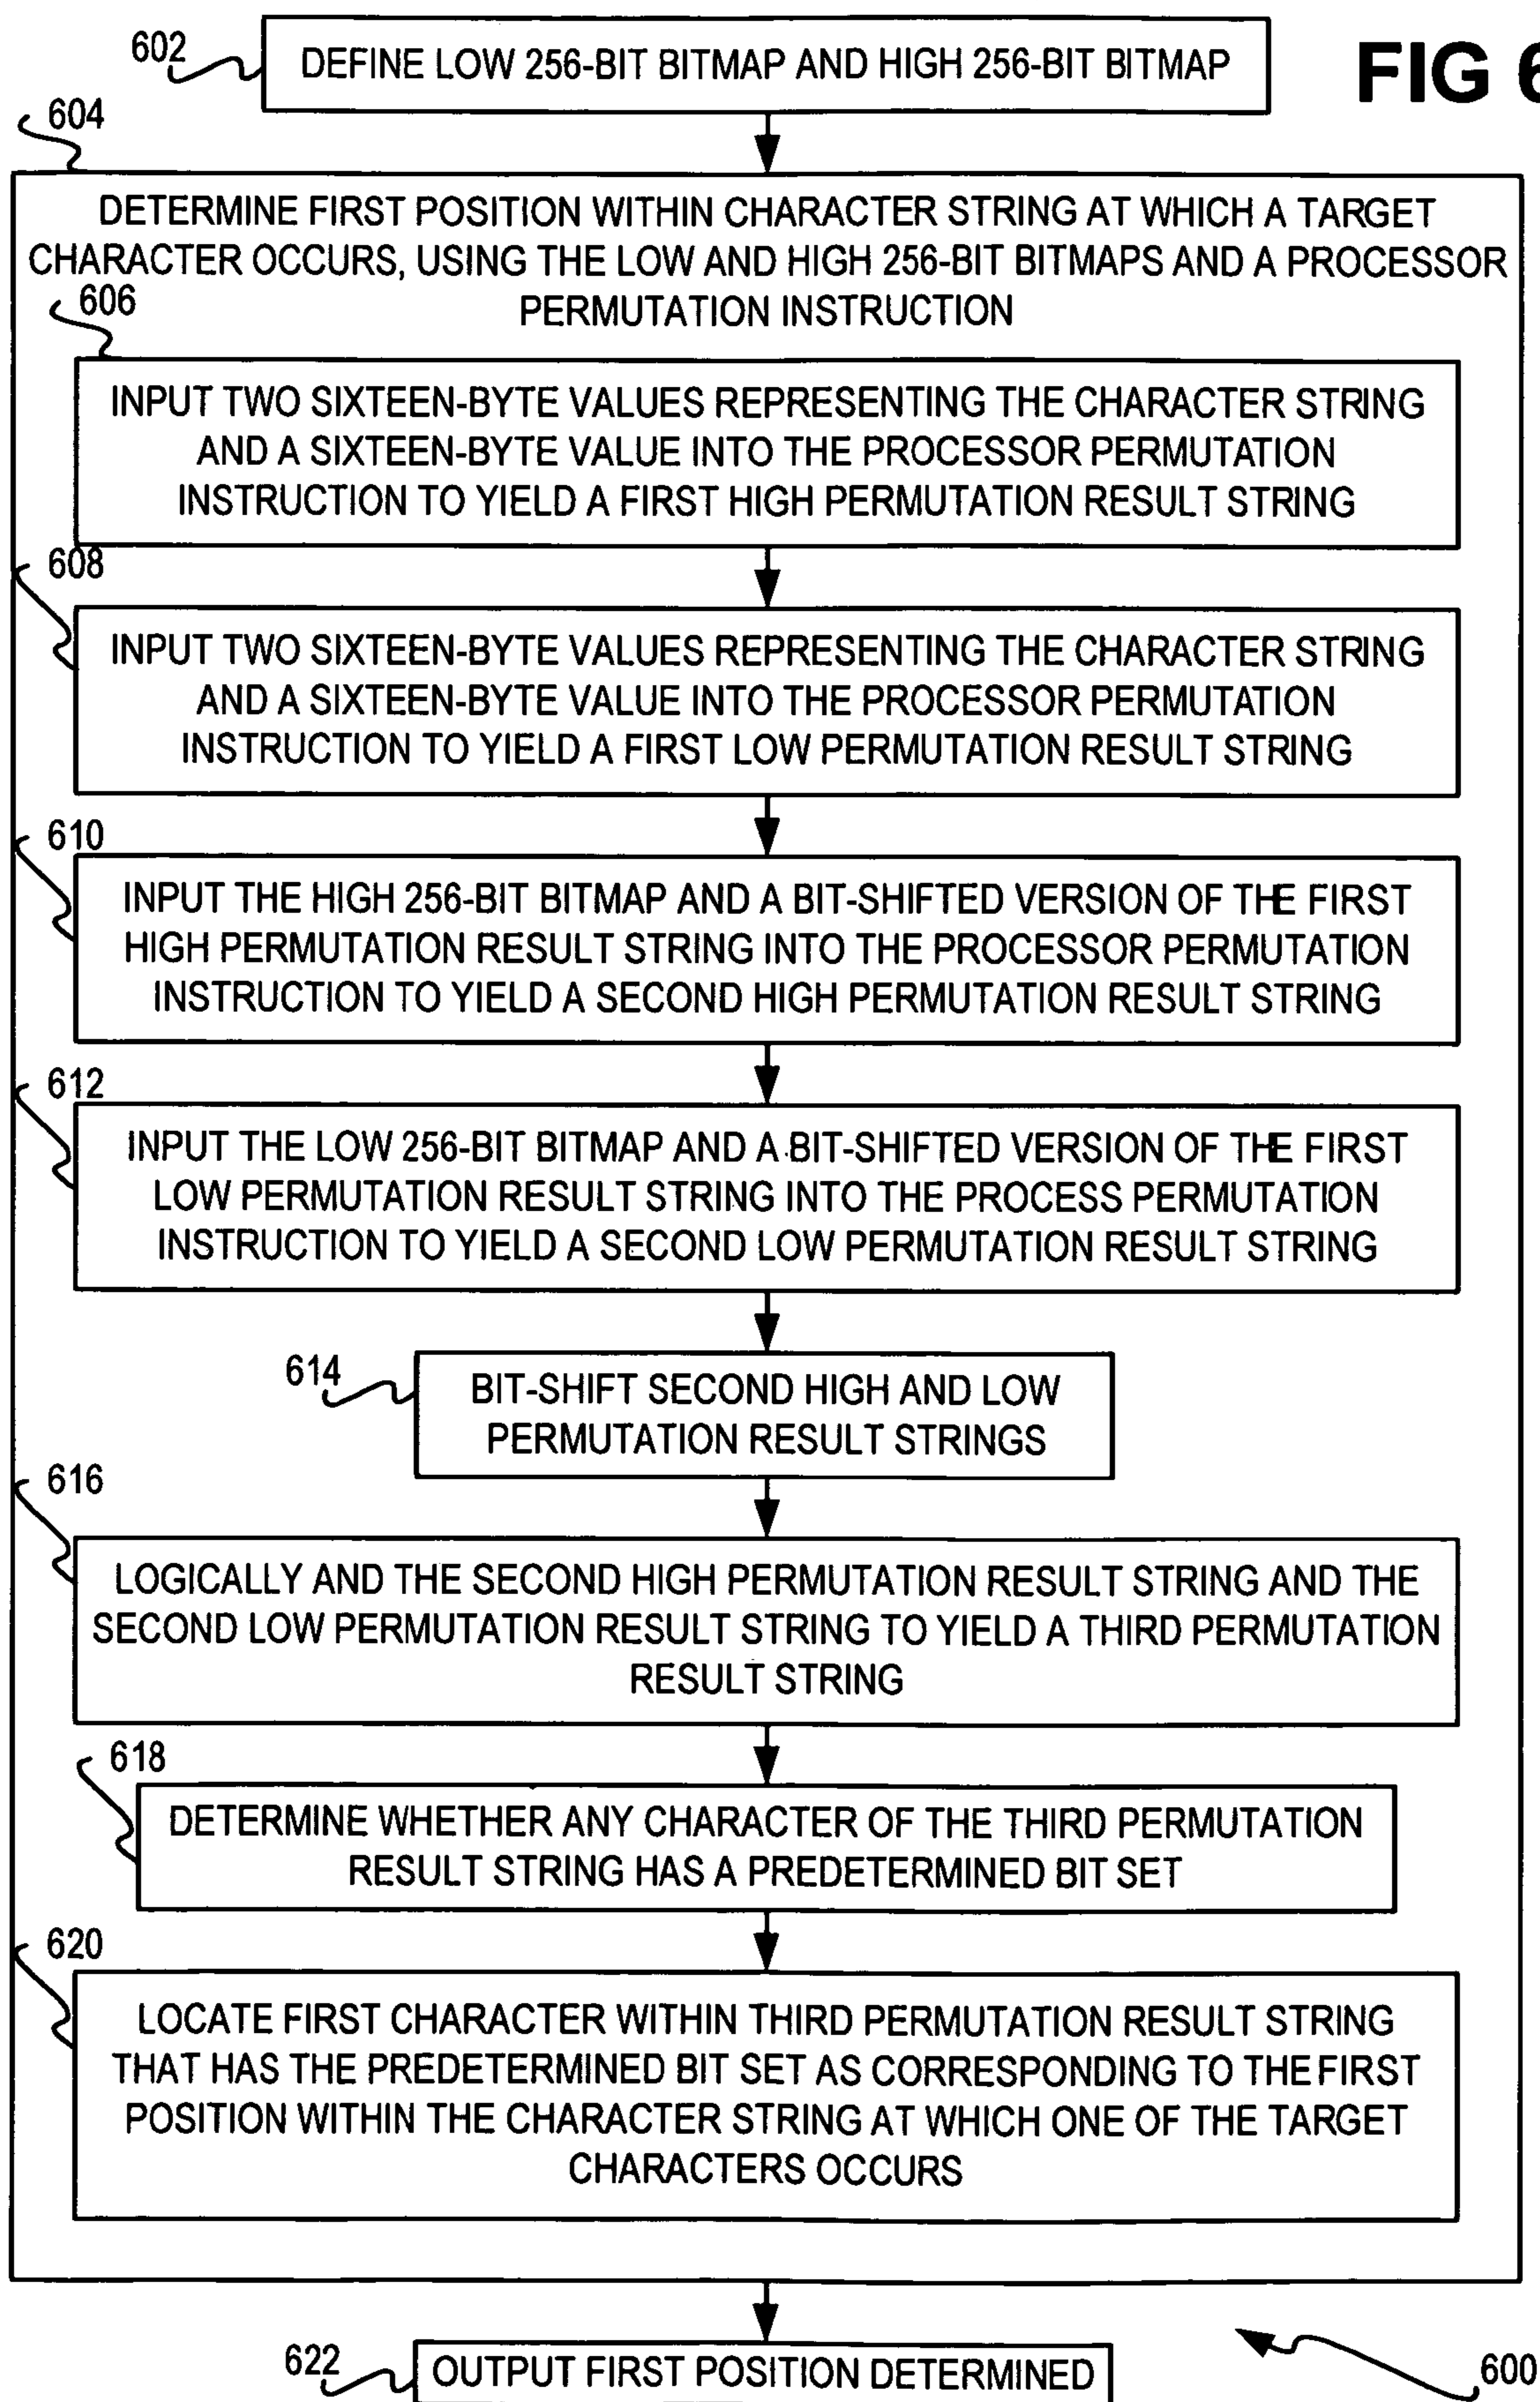 602
DEFINE LOW 256-BIT BITMAP AND HIGH 256-BIT BITMAP
FIG 6
604
DETERMINE FIRST POSITION WITHIN CHARACTER STRING AT WHICH A TARGET
CHARACTER OCCURS, USING THE LOW AND HIGH 256-BIT BITMAPS AND A PROCESSOR
PERMUTATION INSTRUCTION
606
INPUT TWO SIXTEEN-BYTE VALUES REPRESENTING THE CHARACTER STRING
AND A SIXTEEN-BYTE VALUE INTO THE PROCESSOR PERMUTATION
INSTRUCTION TO YIELD A FIRST HIGH PERMUTATION RESULT STRING
608
INPUT TWO SIXTEEN-BYTE VALUES REPRESENTING THE CHARACTER STRING
AND A SIXTEEN-BYTE VALUE INTO THE PROCESSOR PERMUTATION
INSTRUCTION TO YIELD A FIRST LOW PERMUTATION RESULT STRING
610
INPUT THE HIGH 256-BIT BITMAP AND A BIT-SHIFTED VERSION OF THE FIRST
HIGH PERMUTATION RESULT STRING INTO THE PROCESSOR PERMUTATION
INSTRUCTION TO YIELD A SECOND HIGH PERMUTATION RESULT STRING
612
INPUT THE LOW 256-BIT BITMAP AND A BIT-SHIFTED VERSION OF THE FIRST
LOW PERMUTATION RESULT STRING INTO THE PROCESS PERMUTATION
INSTRUCTION TO YIELD A SECOND LOW PERMUTATION RESULT STRING
614
BIT-SHIFT SECOND HIGH AND LOW
PERMUTATION RESULT STRINGS
616
LOGICALLY AND THE SECOND HIGH PERMUTATION RESULT STRING AND THE
SECOND LOW PERMUTATION RESULT STRING TO YIELD A THIRD PERMUTATION
RESULT STRING
618
DETERMINE WHETHER ANY CHARACTER OF THE THIRD PERMUTATION
RESULT STRING HAS A PREDETERMINED BIT SET
620
LOCATE FIRST CHARACTER WITHIN THIRD PERMUTATION RESULT STRING
THAT HAS THE PREDETERMINED BIT SET AS CORRESPONDING TO THE FIRST
POSITION WITHIN THE CHARACTER STRING AT WHICH ONE OF THE TARGET
CHARACTERS OCCURS
622
OUTPUT FIRST POSITION DETERMINED
600